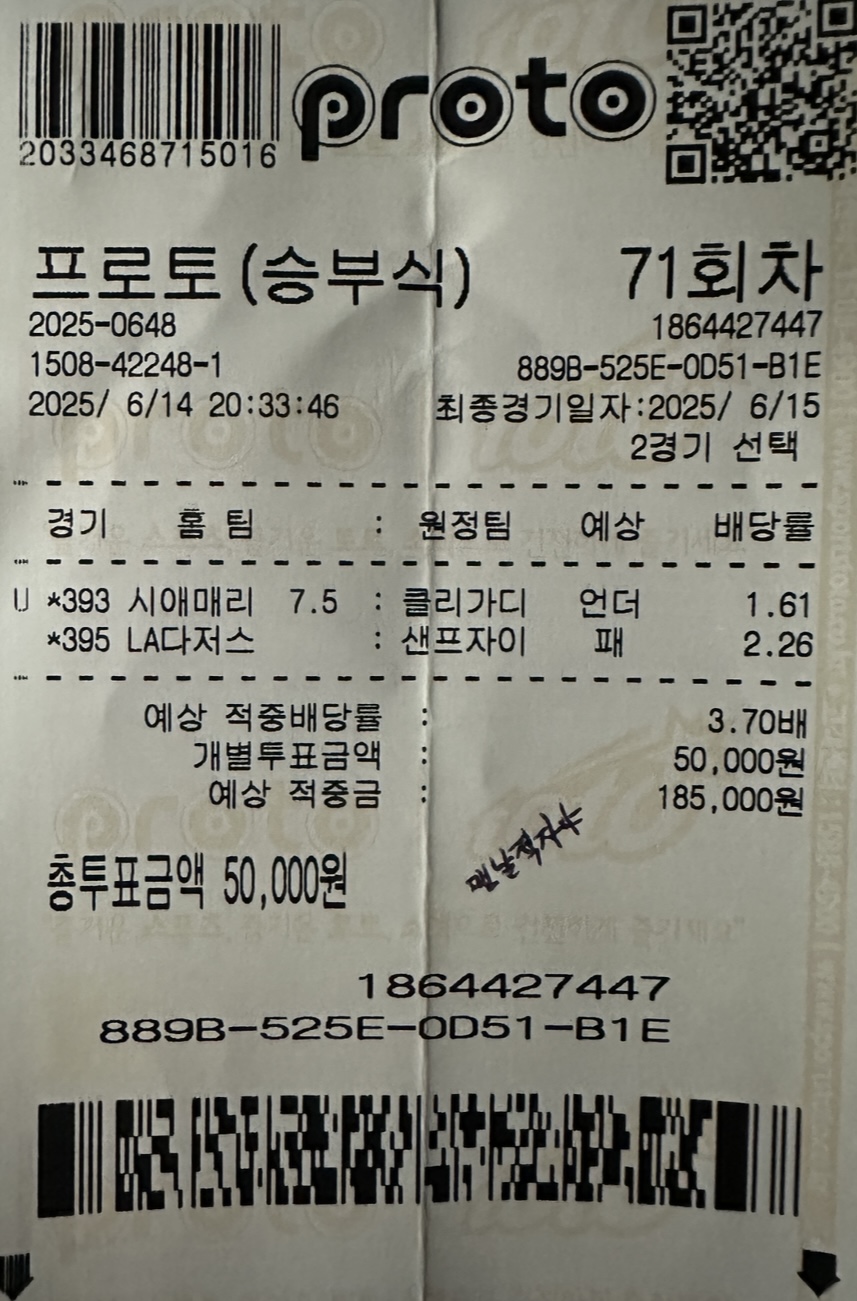 2033468715016
proto
프로토(승부식) 71회차
2025-0648 1864427447
1508-42248-1 889B-525E-0D51-B1E
2025/ 6/14 20:33:46 최종경기일자:2025/ 6/15
2경기 선택
경기 홈 팀 : 원정팀 예상 배당률
U *393 시애매리 7.5 : 클리가디 언더 1.61
*395 LA다저스 : 샌프자이 패 2.26
예상 적중배당률 : 3.70배
개별투표금액 : 50,000원
예상 적중금 : 185,000원
맨날적자야
총투표금액 50,000원
1864427447
889B-525E-0D51-B1E